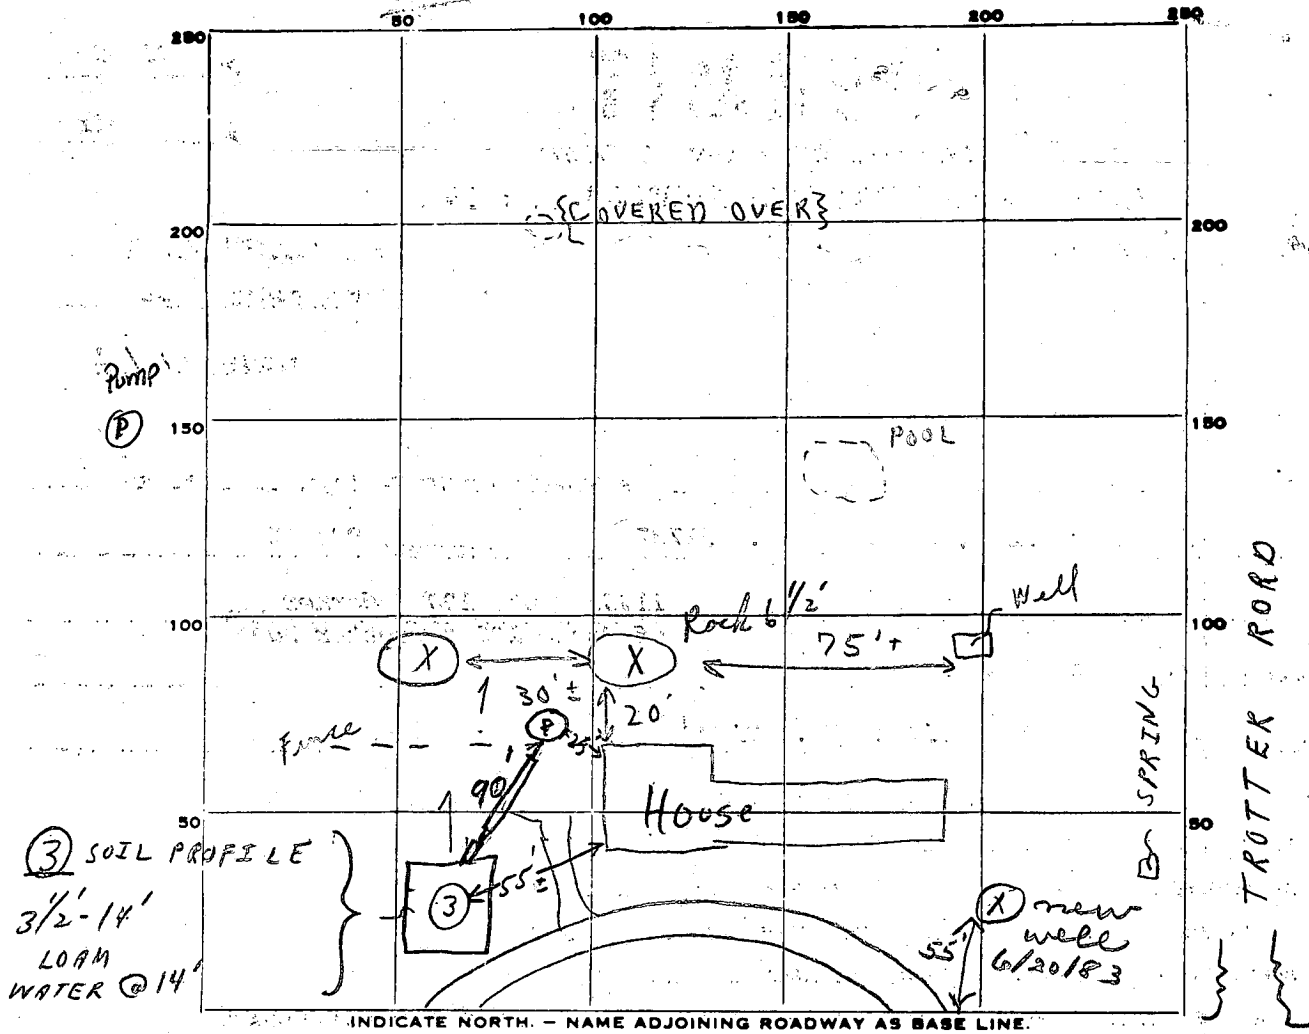 50 100 150 200 250
250
{COVERED OVER}
200 200
Pump
P
150 150
POOL
Rock 6 1/2'
Well
100 100
X X 75'+
30'±
20'
Fence
P 25'
90'
House
SPRING
TROTTER ROAD
50 50
3 SOIL PROFILE
3 1/2'-14'
LOAM
WATER @ 14'
3
55'±
X new
well
6/20/83
55'
INDICATE NORTH. — NAME ADJOINING ROADWAY AS BASE LINE.